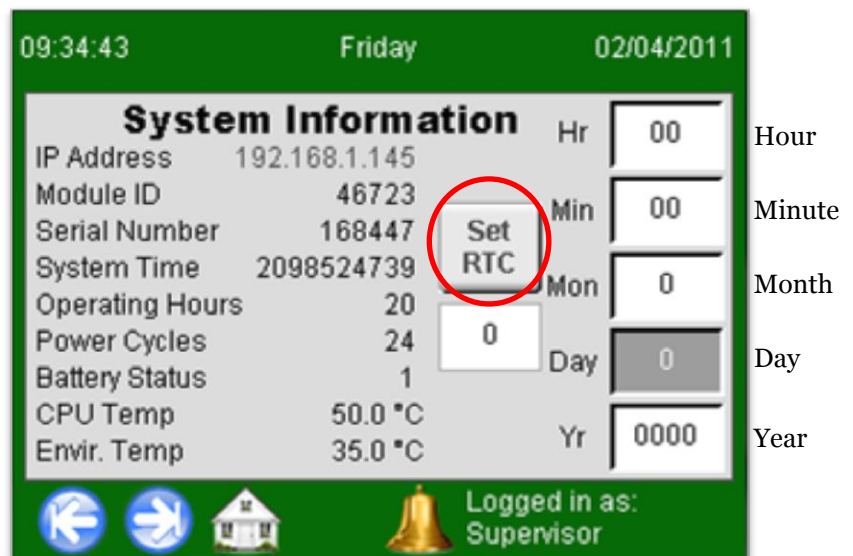 09:34:43 Friday 02/04/2011
System Information
IP Address 192.168.1.145
Module ID 46723
Serial Number 168447
System Time 2098524739
Operating Hours 20
Power Cycles 24
Battery Status 1
CPU Temp 50.0 °C
Envir. Temp 35.0 °C
Set
RTC
0
Hr 00 Hour
Min 00 Minute
Mon 0 Month
Day 0 Day
Yr 0000 Year
Logged in as:
Supervisor